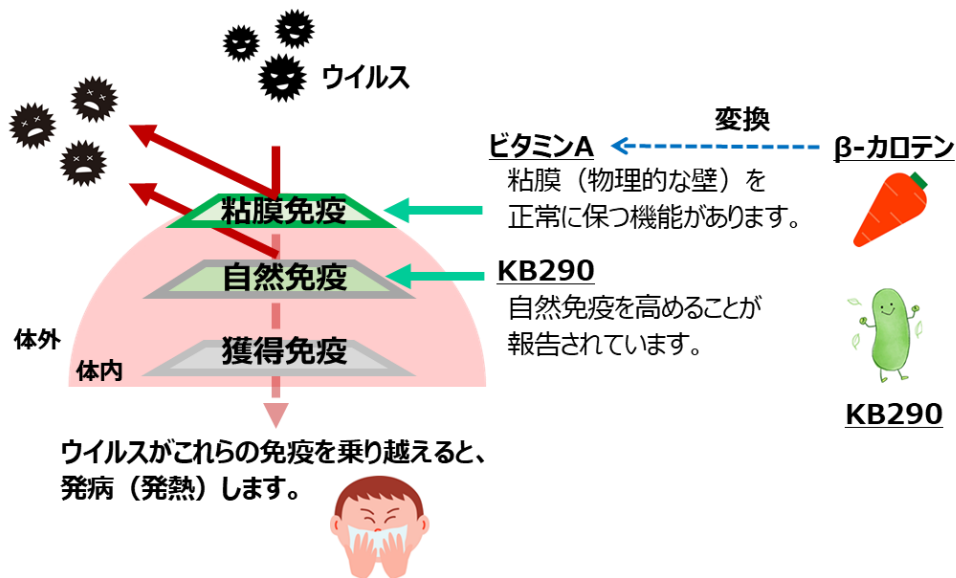 ウイルス
変換
ビタミンA
β-カロテン
粘膜（物理的な壁）を
正常に保つ機能があります。
粘膜免疫
自然免疫
KB290
自然免疫を高めることが
報告されています。
獲得免疫
体外
体内
KB290
ウイルスがこれらの免疫を乗り越えると、
発病（発熱）します。